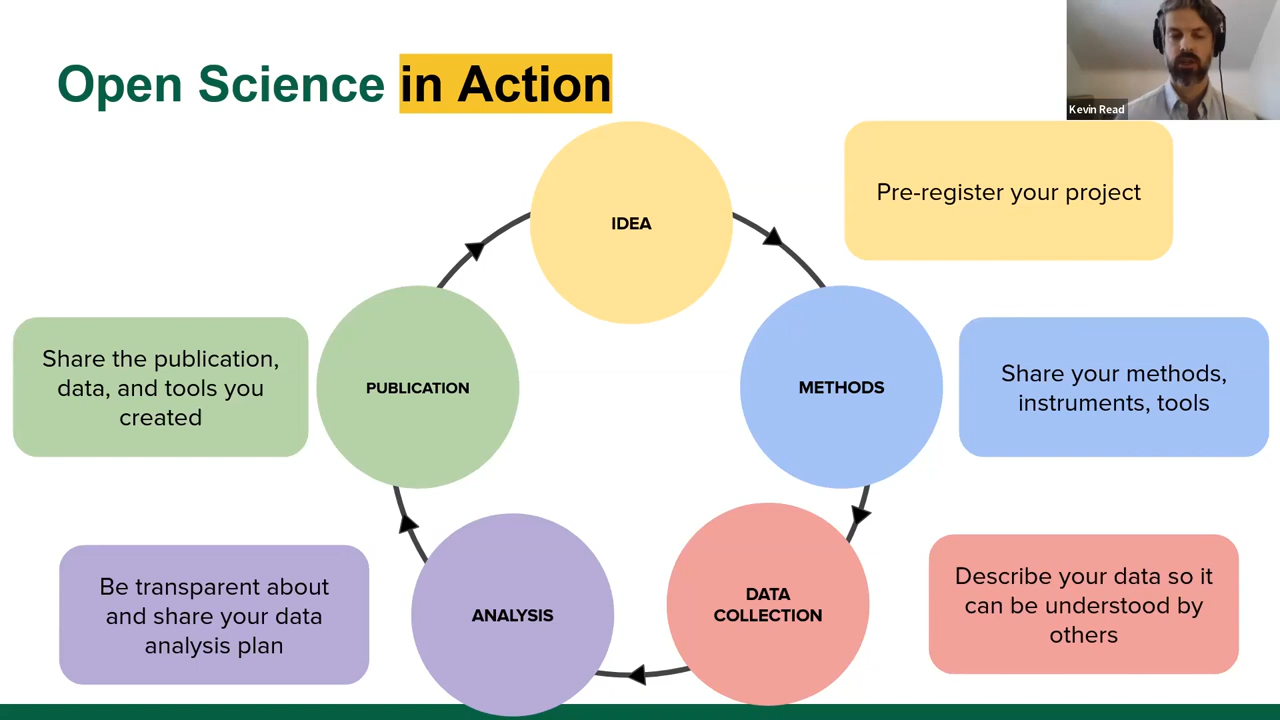 Open Science in Action
Kevin Read
IDEA
Pre-register your project
METHODS
Share your methods,
instruments, tools
DATA
COLLECTION
Describe your data so it
can be understood by
others
ANALYSIS
Be transparent about
and share your data
analysis plan
PUBLICATION
Share the publication,
data, and tools you
created